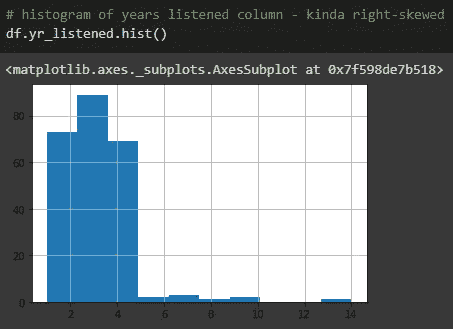 # histogram of years listened column - kinda right-skewed
df.yr_listened.hist()
<matplotlib.axes._subplots.AxesSubplot at 0x7f598de7b518>
80
60
40
20
0
2 4 6 8 10 12 14